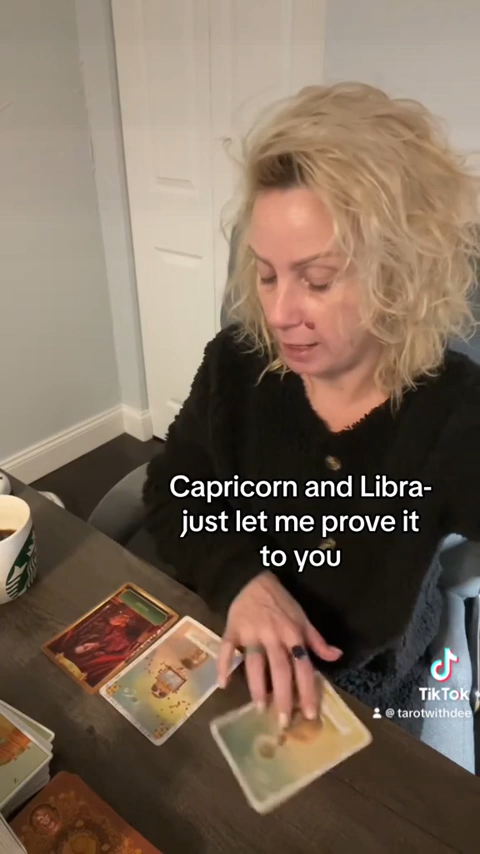 Capricorn and Libra-
just let me prove it
to you
TikTok
@ tarotwithdee